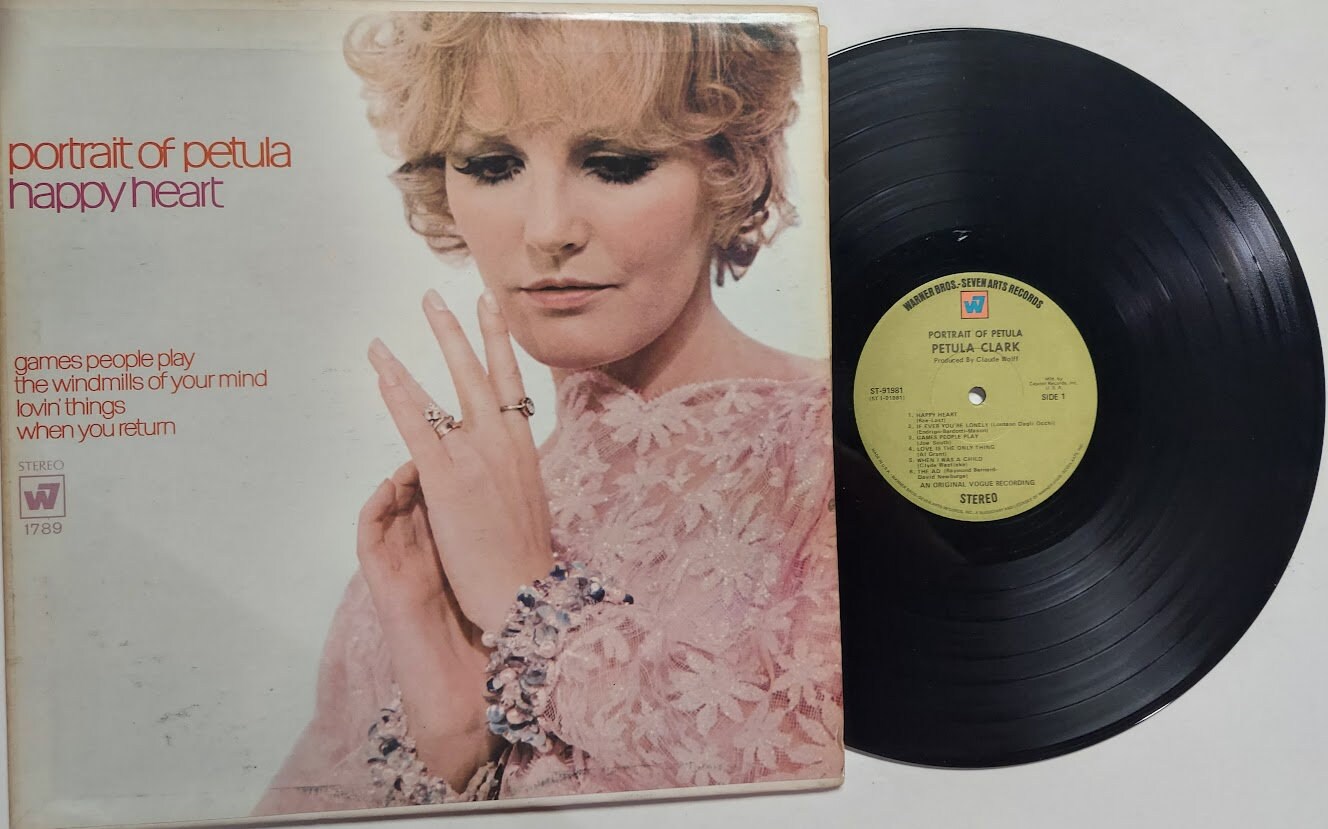 portrait of petula
happy heart
games people play
the windmills of your mind
lovin' things
when you return
STEREO
W7
1789
WARNER BROS.-SEVEN ARTS RECORDS
W7
PORTRAIT OF PETULA
PETULA CLARK
Produced By Claude Wolff
ST-91981
SIDE 1
1. HAPPY HEART
2. IF EVER YOU'RE LONELY
3. GAMES PEOPLE PLAY
(Joe South)
4. LOVE IS THE ONLY THING
5. WHEN I WAS A CHILD
6. THE AD
AN ORIGINAL VOGUE RECORDING
STEREO